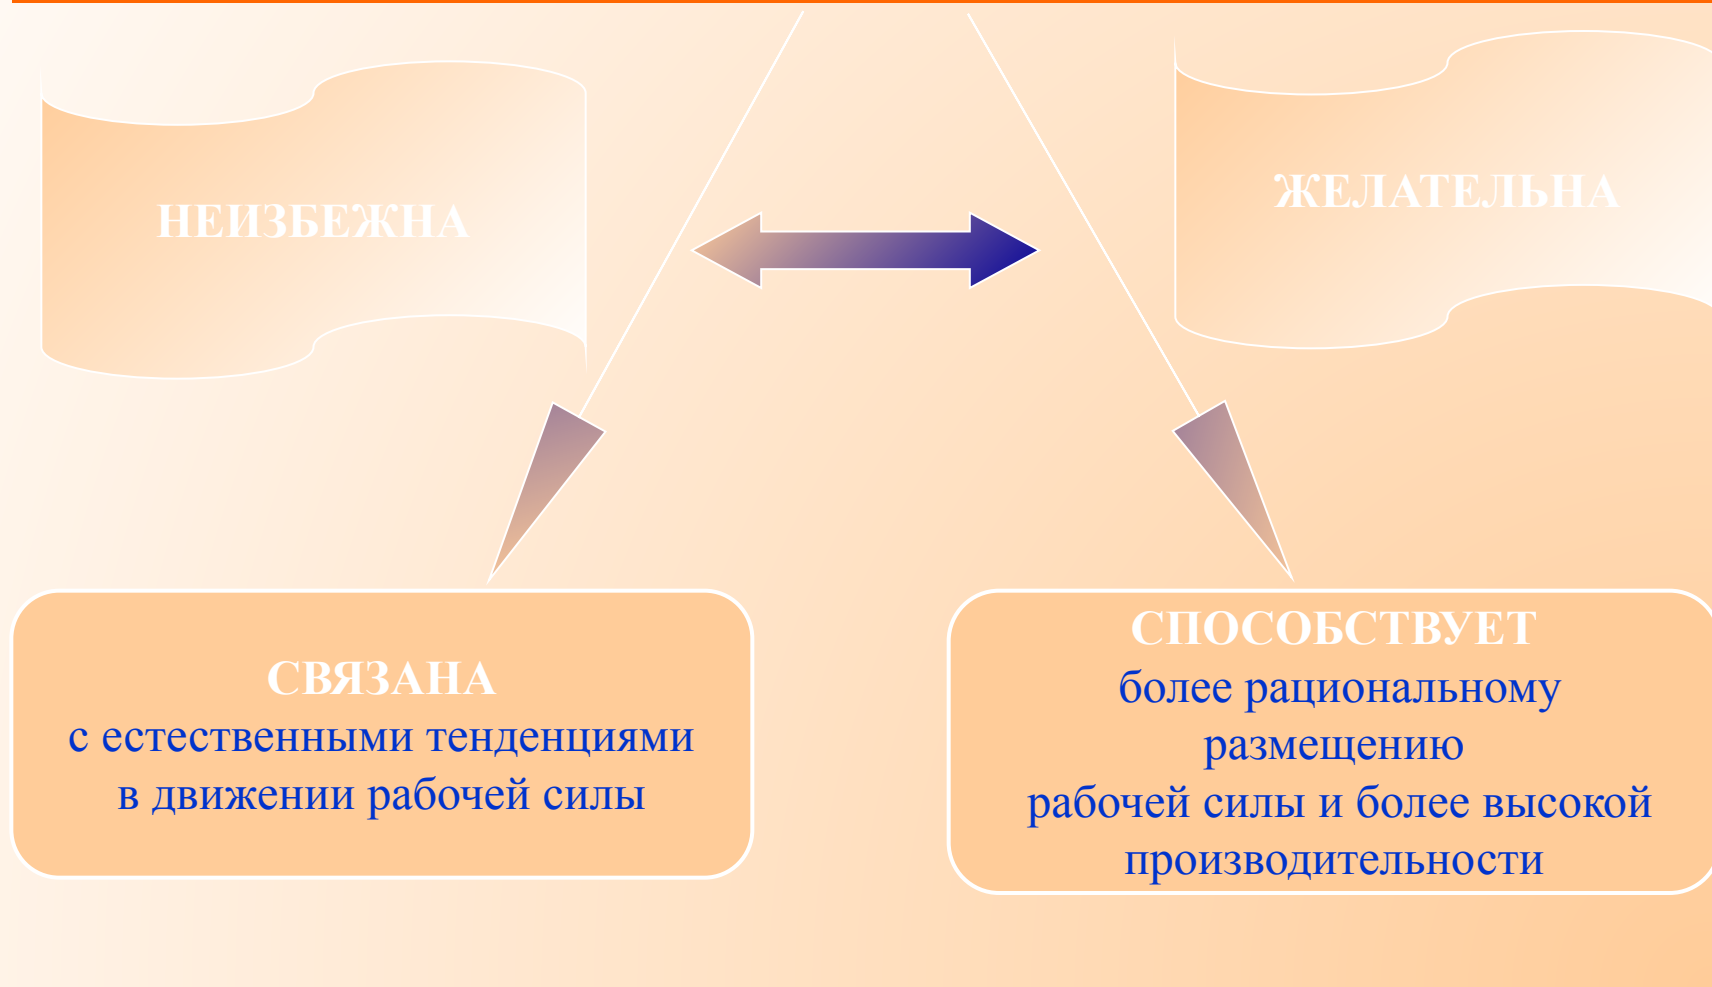 НЕИЗБЕЖНА
ЖЕЛАТЕЛЬНА
СВЯЗАНА
с естественными тенденциями
в движении рабочей силы
СПОСОБСТВУЕТ
более рациональному
размещению
рабочей силы и более высокой
производительности